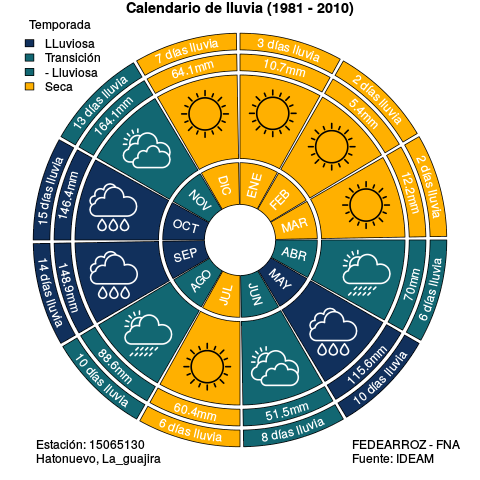 Calendario de lluvia (1981 - 2010)
Temporada
LLuviosa
Transición
- Lluviosa
Seca
ENE
10.7mm
3 días lluvia
FEB
5.4mm
2 días lluvia
MAR
12.2mm
2 días lluvia
ABR
70mm
6 días lluvia
MAY
115.6mm
10 días lluvia
JUN
51.5mm
8 días lluvia
JUL
60.4mm
6 días lluvia
AGO
88.6mm
10 días lluvia
SEP
148.9mm
14 días lluvia
OCT
146.4mm
15 días lluvia
NOV
164.1mm
13 días lluvia
DIC
64.1mm
7 días lluvia
Estación: 15065130
Hatonuevo, La_guajira
FEDEARROZ - FNA
Fuente: IDEAM